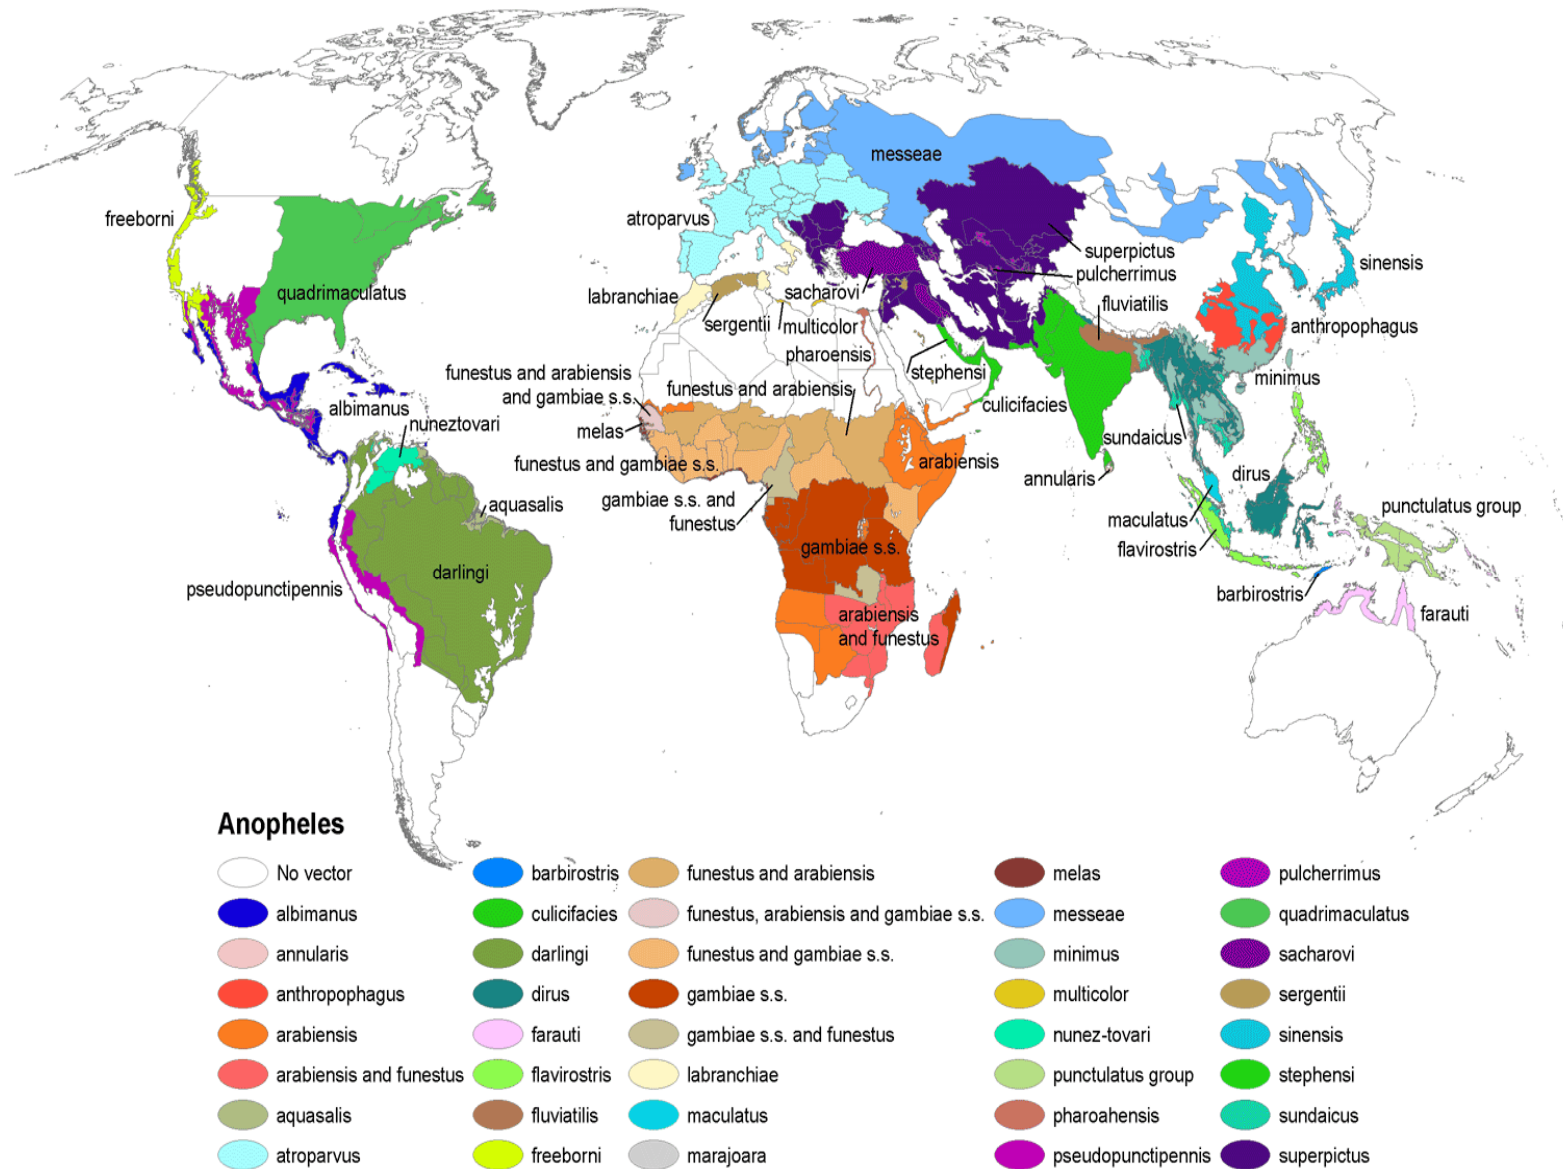 messeae
freeborni
atroparvus
superpictus
pulcherrimus
sinensis
quadrimaculatus
labranchiae
sacharovi
fluviatilis
sergentii
multicolor
anthropophagus
pharoensis
funestus and arabiensis
and gambiae s.s.
funestus and arabiensis
stephensi
minimus
albimanus
nuneztovari
melas
culicifacies
sundaicus
funestus and gambiae s.s.
arabiensis
annularis
dirus
gambiae s.s. and
funestus
aquasalis
punctulatus group
maculatus
gambiae s.s.
flavirostris
darlingi
pseudopunctipennis
barbirostris
arabiensis
and funestus
farauti
Anopheles
No vector
albimanus
annularis
anthropophagus
arabiensis
arabiensis and funestus
aquasalis
atroparvus
barbirostris
culicifacies
darlingi
dirus
farauti
flavirostris
fluviatilis
freeborni
funestus and arabiensis
funestus, arabiensis and gambiae s.s.
funestus and gambiae s.s.
gambiae s.s.
gambiae s.s. and funestus
labranchiae
maculatus
marajoara
melas
messeae
minimus
multicolor
nunez-tovari
punctulatus group
pharoahensis
pseudopunctipennis
pulcherrimus
quadrimaculatus
sacharovi
sergentii
sinensis
stephensi
sundaicus
superpictus